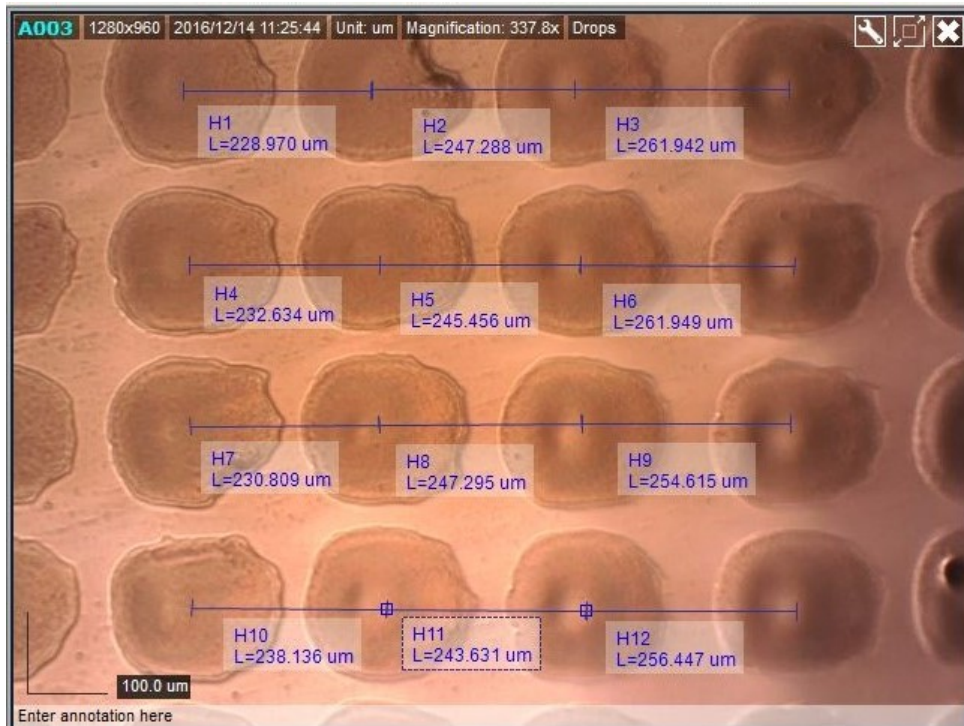 A003 1280x960 2016/12/14 11:25:44 Unit: um Magnification: 337.8x Drops
H1
L=228.970 um
H2
L=247.288 um
H3
L=261.942 um
H4
L=232.634 um
H5
L=245.456 um
H6
L=261.949 um
H7
L=230.809 um
H8
L=247.295 um
H9
L=254.615 um
H10
L=238.136 um
H11
L=243.631 um
H12
L=256.447 um
100.0 um
Enter annotation here